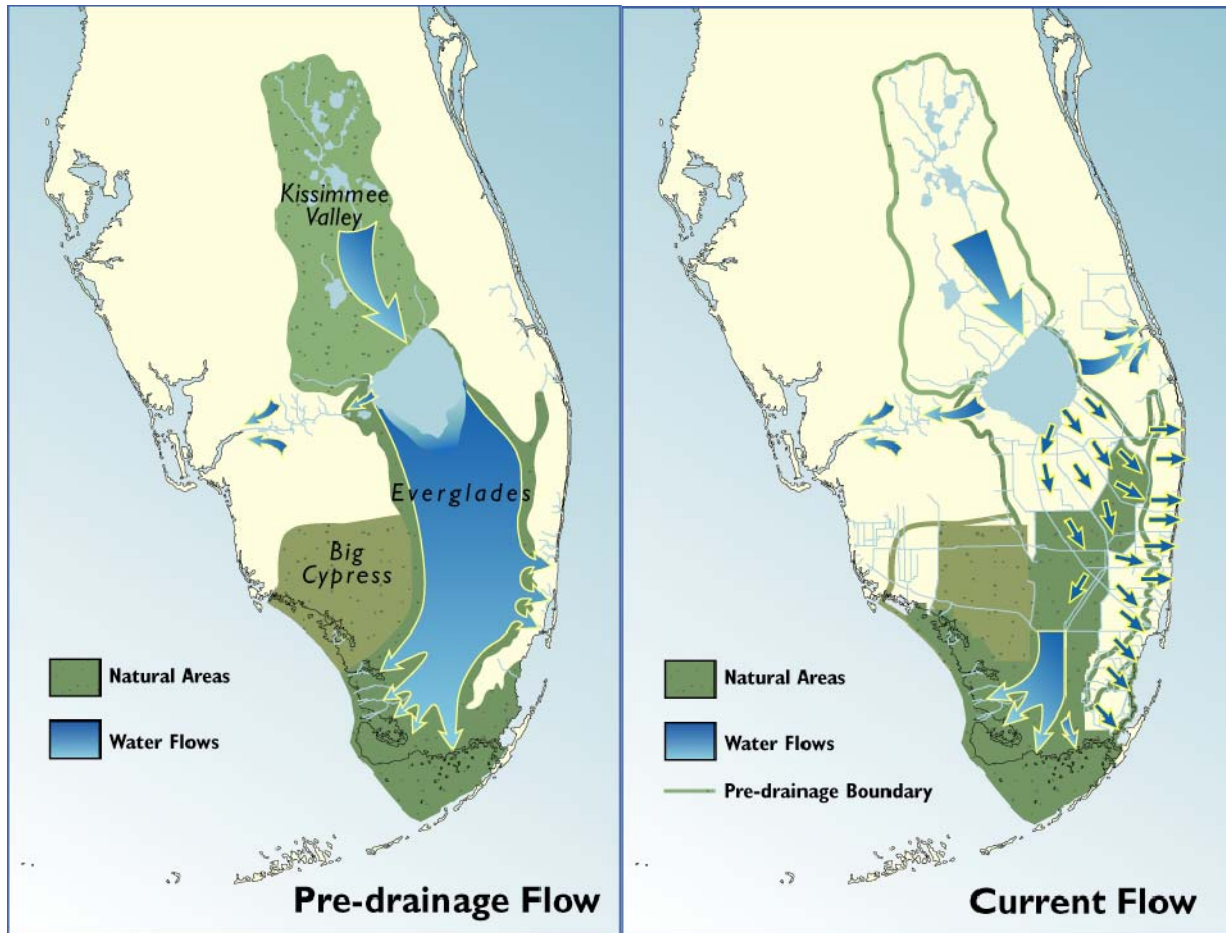 Kissimmee
Valley
Everglades
Big
Cypress
Natural Areas
Water Flows
Pre-drainage Flow
Natural Areas
Water Flows
Pre-drainage Boundary
Current Flow